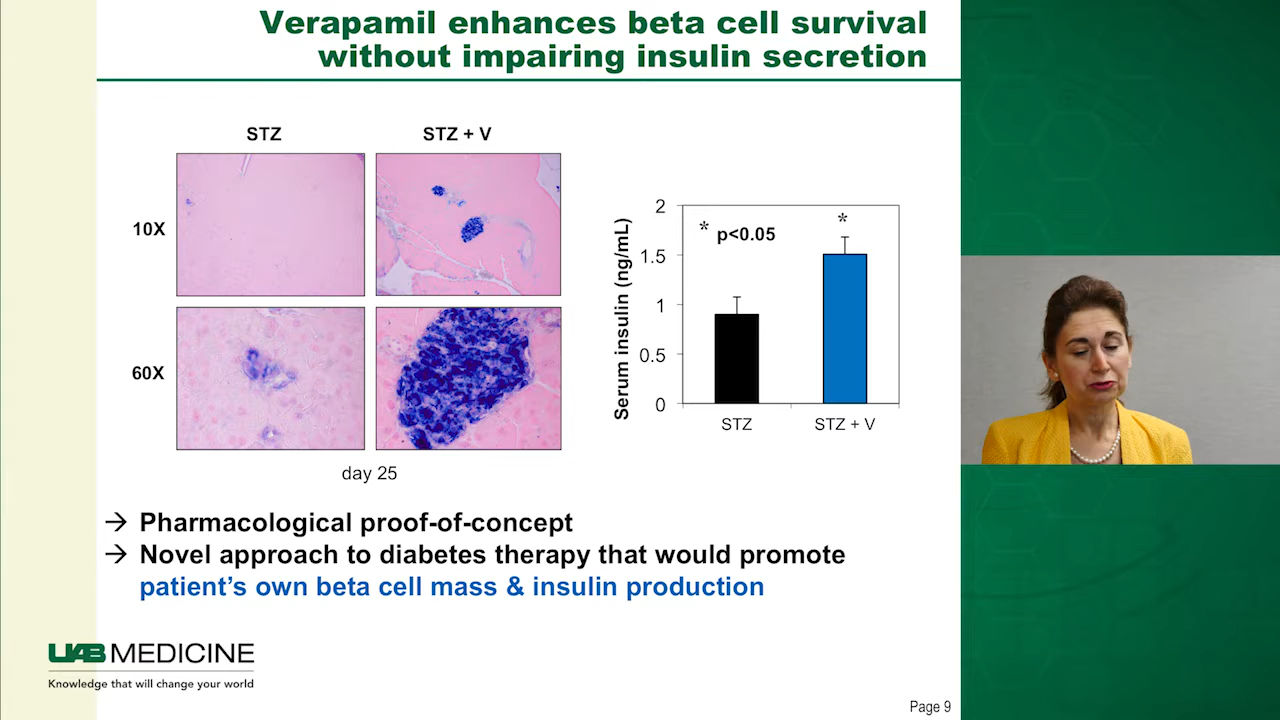 Verapamil enhances beta cell survival
without impairing insulin secretion
STZ
STZ + V
10X
60X
day 25
Serum insulin (ng/mL)
2
1.5
1
0.5
0
* p<0.05
*
STZ
STZ + V
→ Pharmacological proof-of-concept
→ Novel approach to diabetes therapy that would promote
patient's own beta cell mass & insulin production
UAB MEDICINE
Knowledge that will change your world
Page 9